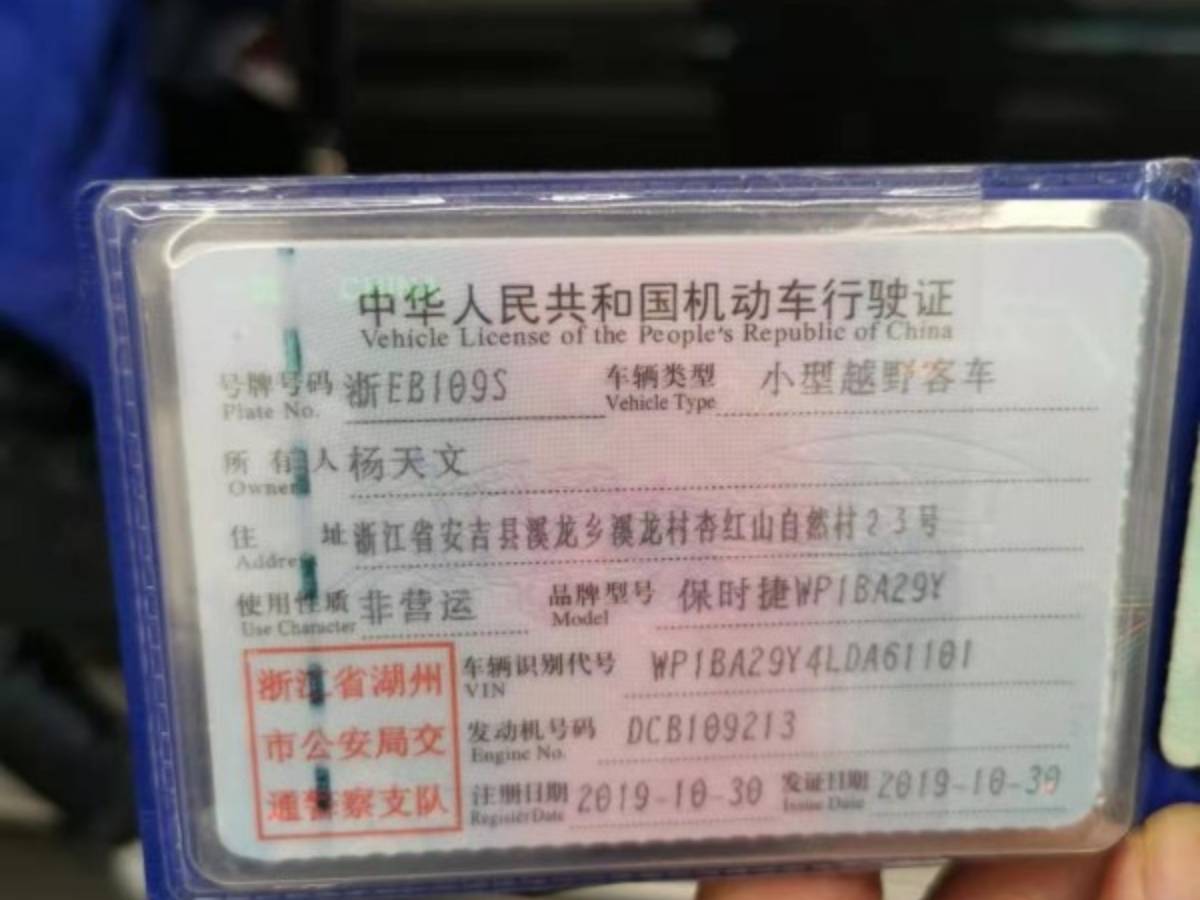 CHINA
中华人民共和国机动车行驶证
Vehicle License of the People's Republic of China
号牌号码 浙EB109S 车辆类型 小型越野客车
Plate No. Vehicle Type
所有人 杨天文
Owner
住址 浙江省安吉县溪龙乡溪龙村杏红山自然村23号
Address
使用性质 非营运 品牌型号 保时捷WP1BA29Y
Use Character Model
浙江省湖州
市公安局交
通警察支队
车辆识别代号 WP1BA29Y4LDA61101
VIN
发动机号码 DCB109213
Engine No.
注册日期 2019-10-30 发证日期 2019-10-30
Register Date Issue Date